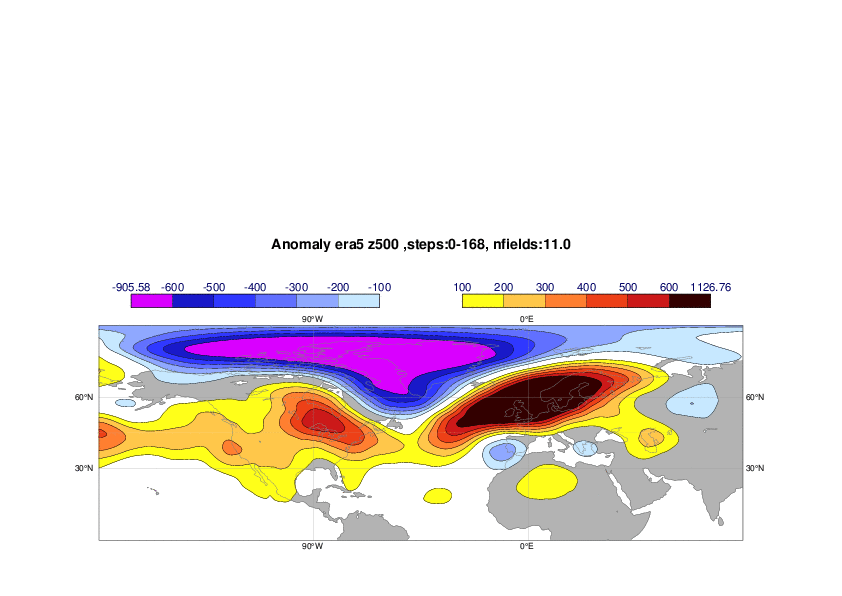 Anomaly era5 z500 ,steps:0-168, nfields:11.0
-905.58 -600 -500 -400 -300 -200 -100 100 200 300 400 500 600 1126.76
90°W 0°E
60°N 60°N
30°N 30°N
90°W 0°E